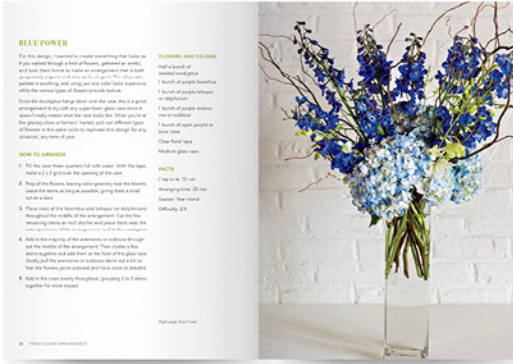 BLUE POWER
For this design, I wanted to create something that looks as
if you walked through a field of flowers, gathered an armful,
and took them home to make an arrangement that is both
palette is soothing, and using just one color looks expensive,
while the various types of flowers provide texture.
Since the eucalyptus hangs down over the vase, this is a good
arrangement to try with any super-basic glass vase since it
doesn't really matter what the vase looks like. When you're at
the grocery store or farmers' market, pick out different types
of flowers in the same color to replicate this design for any
occasion, any time of year.
HOW TO ARRANGE
1. Fill the vase three-quarters full with water. With the tape,
make a 2 x 2 grid over the opening of the vase.
2. Prep all the flowers, leaving some greenery near the blooms.
Leave the stems as long as possible, giving them a small
cut on a slant.
3. Place most of the lisianthus and larkspur (or delphinium)
throughout the middle of the arrangement. Cut the few
remaining stems an inch shorter and place them near the
4. Add in the majority of the anemones or scabiosa through-
out the middle of the arrangement. Then cluster a few
stems together and add them at the front of the glass vase.
Gently pull the anemones or scabiosa stems out a bit so
that the flowers point outward and have room to breathe.
5. Add in the irises evenly throughout, grouping 2 to 3 stems
together for more impact.
FLOWERS AND FOLIAGE
Half a bunch of
seeded eucalyptus
1 bunch of purple lisianthus
1 bunch of purple larkspur
or delphinium
1 bunch of purple anemo-
nes or scabiosa
1 bunch of open purple or
blue irises
Clear floral tape
Medium glass vase
FACTS
Prep time: 10 min
Arranging time: 20 min
Season: Year-round
Difficulty: 2/5
Right page: Blue Power
FRESH FLOWER ARRANGEMENT